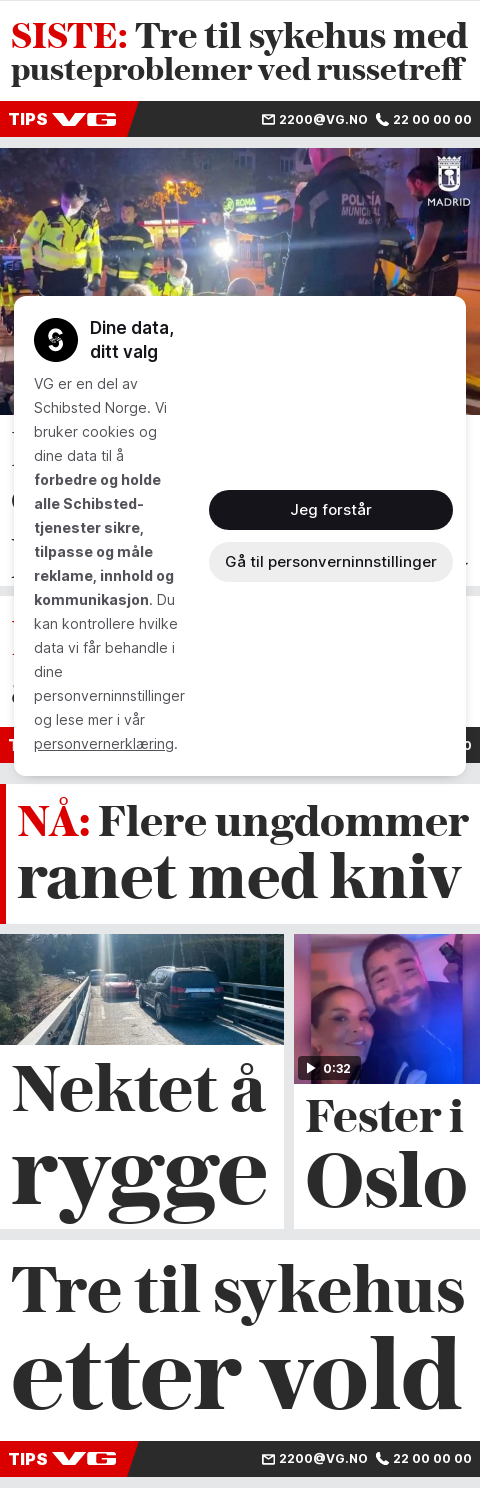 SISTE: Tre til sykehus med
pusteproblemer ved russetreff
TIPS VG 2200@VG.NO 22 00 00 00
POLICÍA
MUNICIPAL
Madrid
MADRID
Dine data,
ditt valg
VG er en del av
Schibsted Norge. Vi
bruker cookies og
dine data til å
forbedre og holde
alle Schibsted-
tjenester sikre,
tilpasse og måle
reklame, innhold og
kommunikasjon. Du
kan kontrollere hvilke
data vi får behandle i
dine
personverninnstillinger
og lese mer i vår
personvernerklæring.
Jeg forstår
Gå til personverninnstillinger
NÅ: Flere ungdommer
ranet med kniv
0:32
Nektet å
rygge
Fester i
Oslo
Tre til sykehus
etter vold
TIPS VG 2200@VG.NO 22 00 00 00